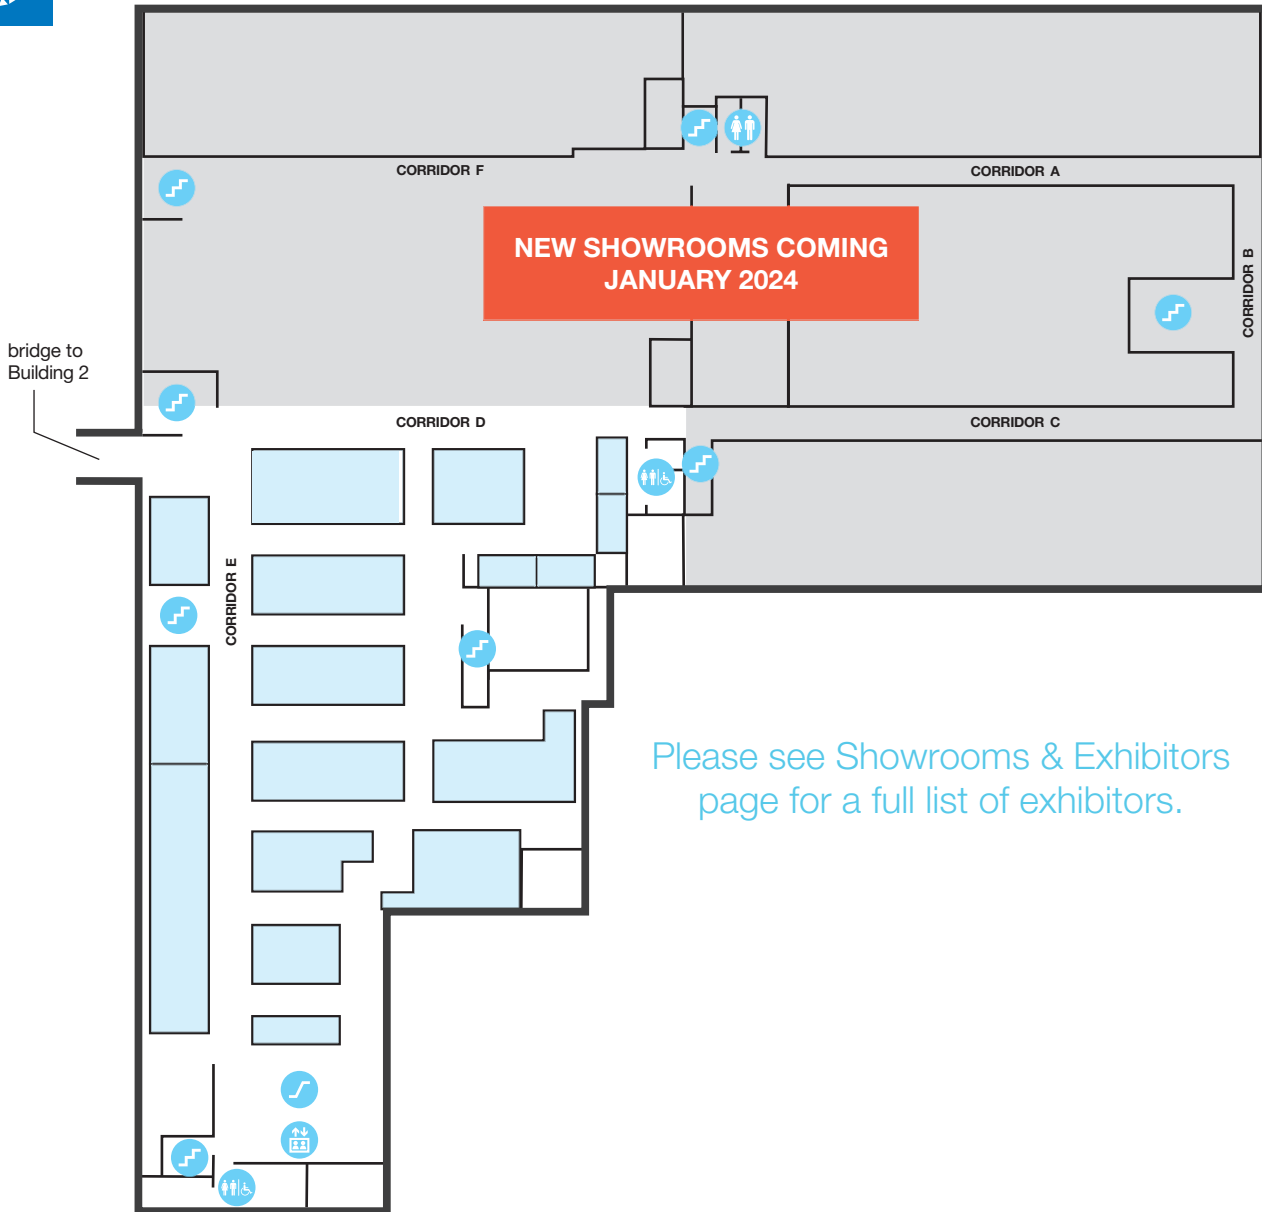 CORRIDOR F
CORRIDOR A
NEW SHOWROOMS COMING
JANUARY 2024
CORRIDOR B
bridge to
Building 2
CORRIDOR D
CORRIDOR C
CORRIDOR E
Please see Showrooms & Exhibitors
page for a full list of exhibitors.